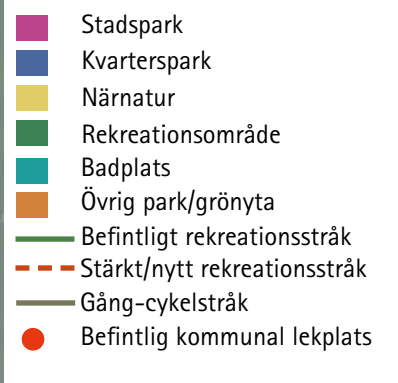 Stadspark
Kvarterspark
Närnatur
Rekreationsområde
Badplats
Övrig park/grönyta
Befintligt rekreationsstråk
Stärkt/nytt rekreationsstråk
Gång-cykelstråk
Befintlig kommunal lekplats